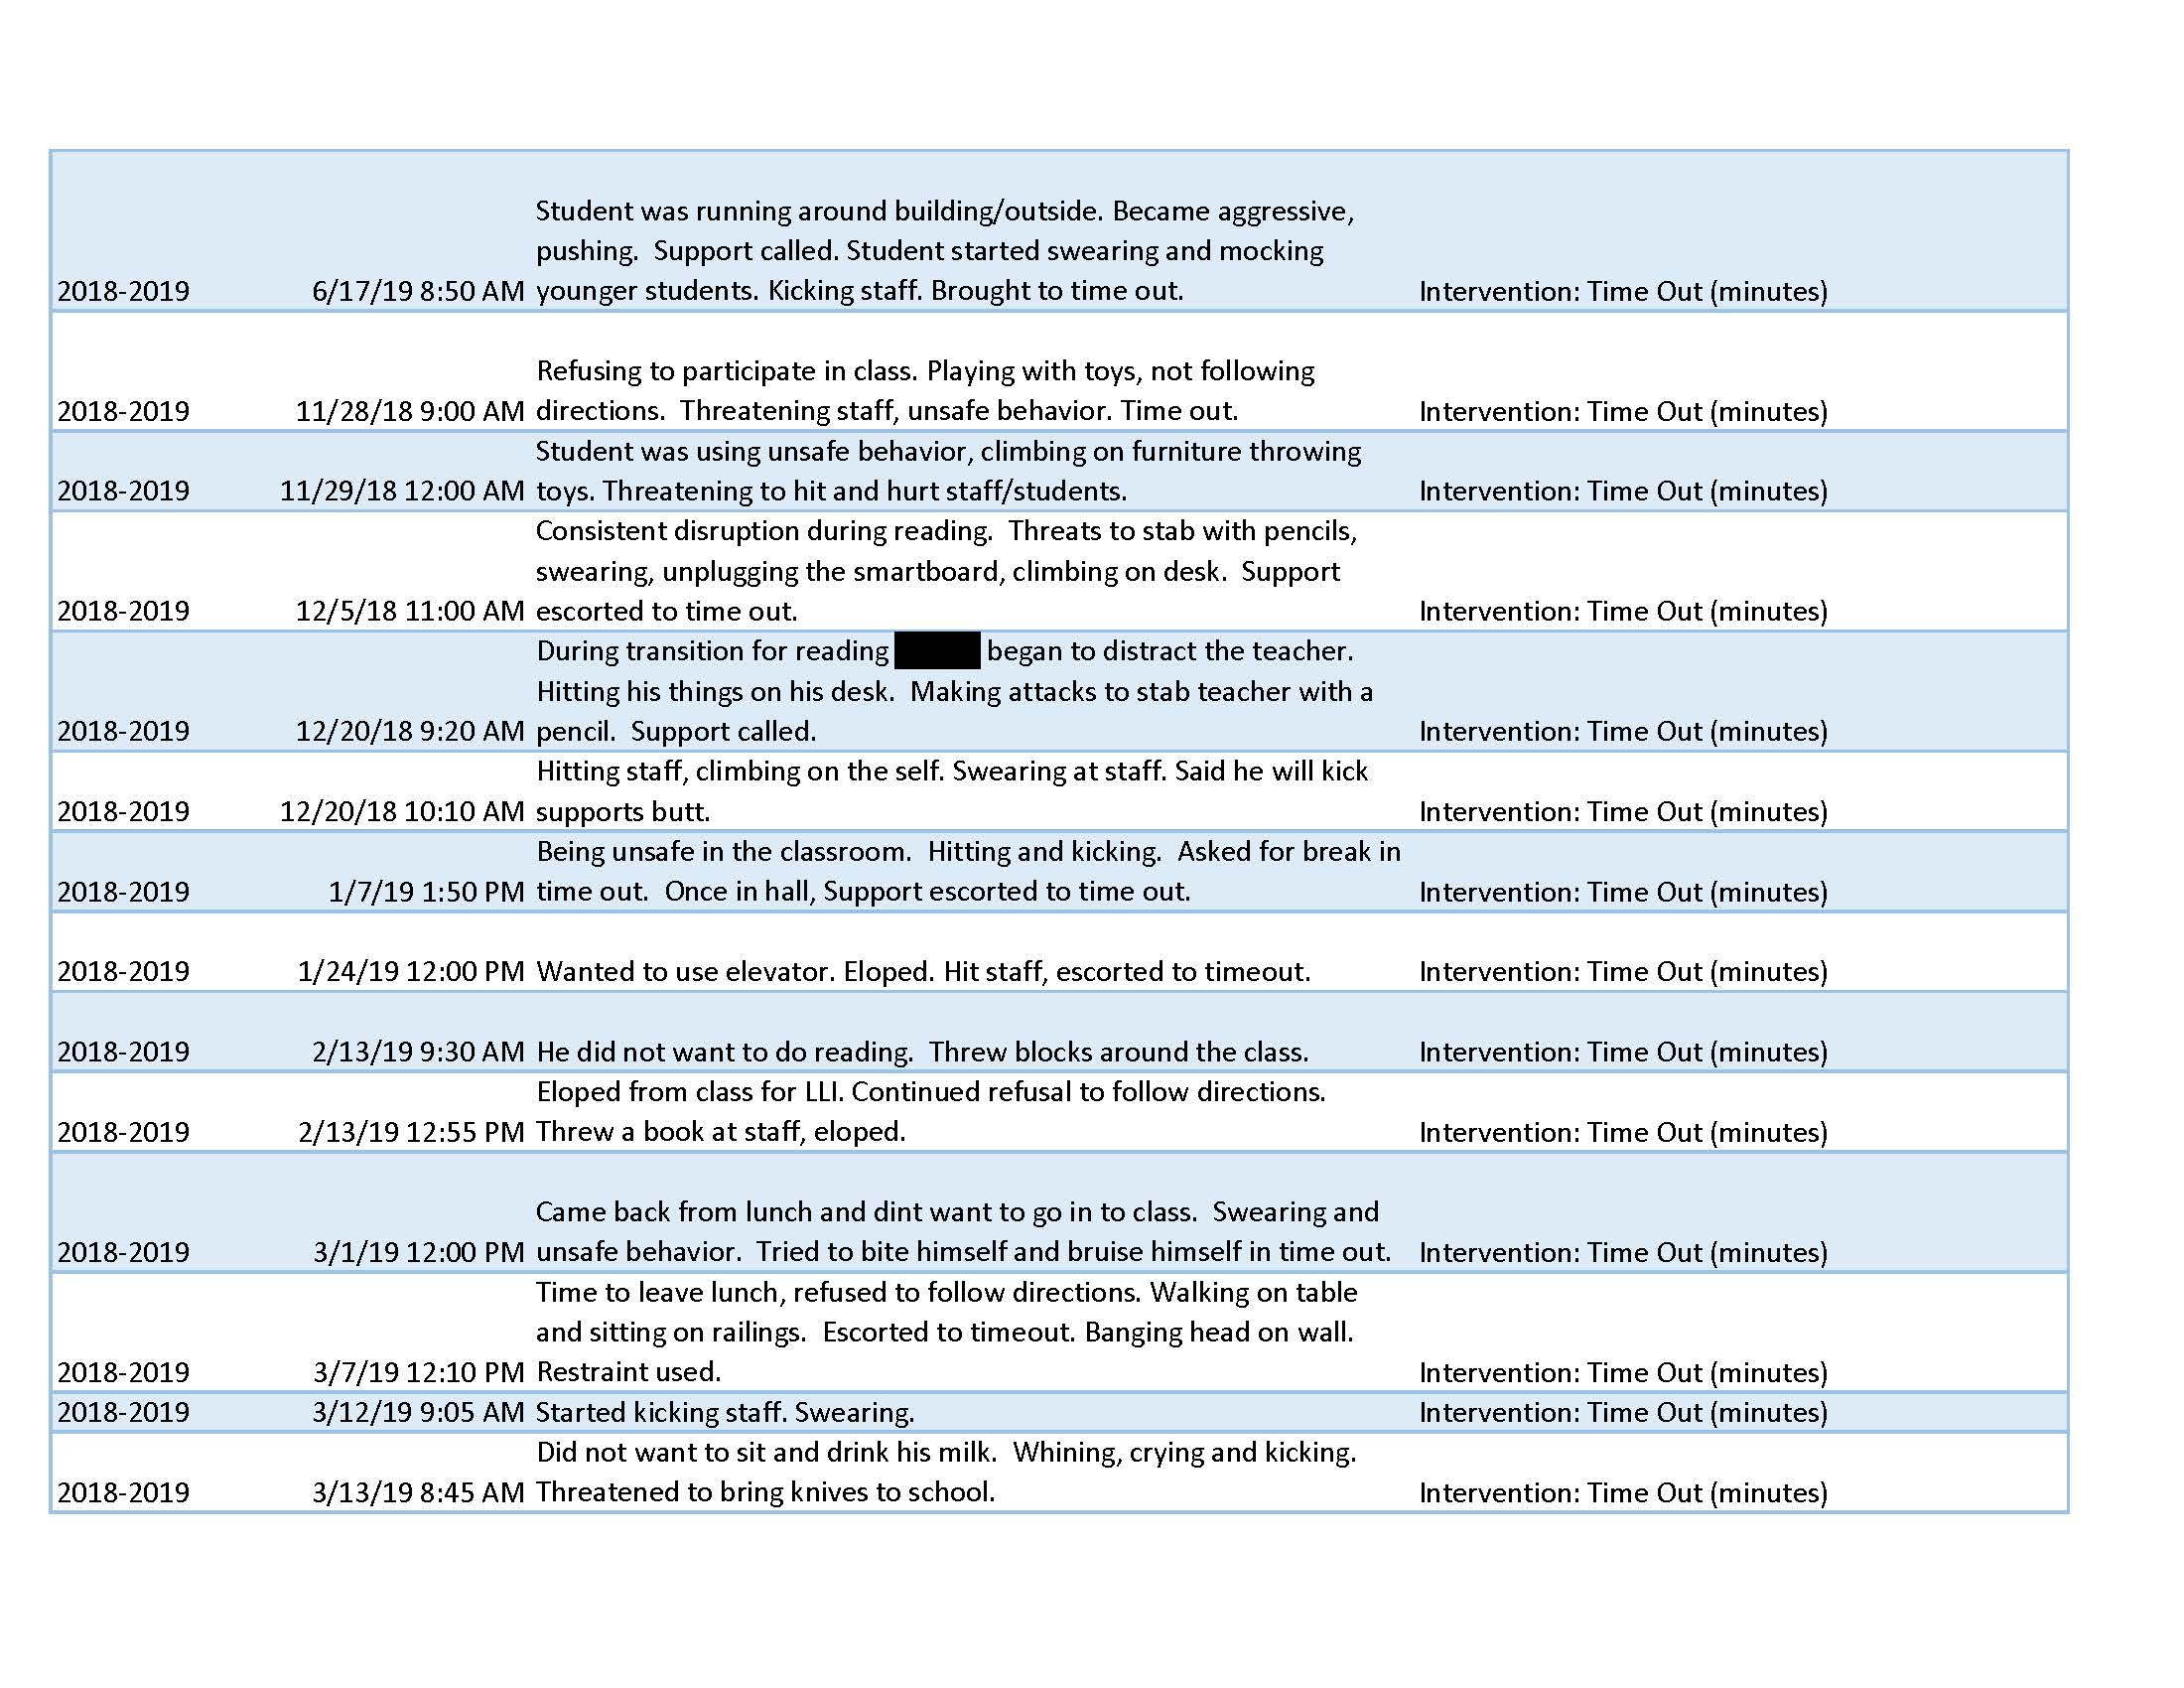 Student was running around building/outside. Became aggressive,
pushing.  Support called. Student started swearing and mocking
2018-2019 6/17/19 8:50 AM younger students. Kicking staff. Brought to time out. Intervention: Time Out (minutes)
Refusing to participate in class. Playing with toys, not following
2018-2019 11/28/18 9:00 AM directions.  Threatening staff, unsafe behavior. Time out. Intervention: Time Out (minutes)
Student was using unsafe behavior, climbing on furniture throwing
2018-2019 11/29/18 12:00 AM toys. Threatening to hit and hurt staff/students. Intervention: Time Out (minutes)
Consistent disruption during reading.  Threats to stab with pencils,
swearing, unplugging the smartboard, climbing on desk.  Support
2018-2019 12/5/18 11:00 AM escorted to time out. Intervention: Time Out (minutes)
During transition for reading began to distract the teacher.
Hitting his things on his desk.  Making attacks to stab teacher with a
2018-2019 12/20/18 9:20 AM pencil.  Support called. Intervention: Time Out (minutes)
Hitting staff, climbing on the self. Swearing at staff. Said he will kick
2018-2019 12/20/18 10:10 AM supports butt. Intervention: Time Out (minutes)
Being unsafe in the classroom.  Hitting and kicking.  Asked for break in
2018-2019 1/7/19 1:50 PM time out.  Once in hall, Support escorted to time out. Intervention: Time Out (minutes)
2018-2019 1/24/19 12:00 PM Wanted to use elevator. Eloped. Hit staff, escorted to timeout. Intervention: Time Out (minutes)
2018-2019 2/13/19 9:30 AM He did not want to do reading.  Threw blocks around the class. Intervention: Time Out (minutes)
Eloped from class for LLI. Continued refusal to follow directions.
2018-2019 2/13/19 12:55 PM Threw a book at staff, eloped. Intervention: Time Out (minutes)
Came back from lunch and dint want to go in to class.  Swearing and
2018-2019 3/1/19 12:00 PM unsafe behavior.  Tried to bite himself and bruise himself in time out. Intervention: Time Out (minutes)
Time to leave lunch, refused to follow directions. Walking on table
and sitting on railings.  Escorted to timeout. Banging head on wall.
2018-2019 3/7/19 12:10 PM Restraint used. Intervention: Time Out (minutes)
2018-2019 3/12/19 9:05 AM Started kicking staff. Swearing. Intervention: Time Out (minutes)
Did not want to sit and drink his milk.  Whining, crying and kicking.
2018-2019 3/13/19 8:45 AM Threatened to bring knives to school. Intervention: Time Out (minutes)